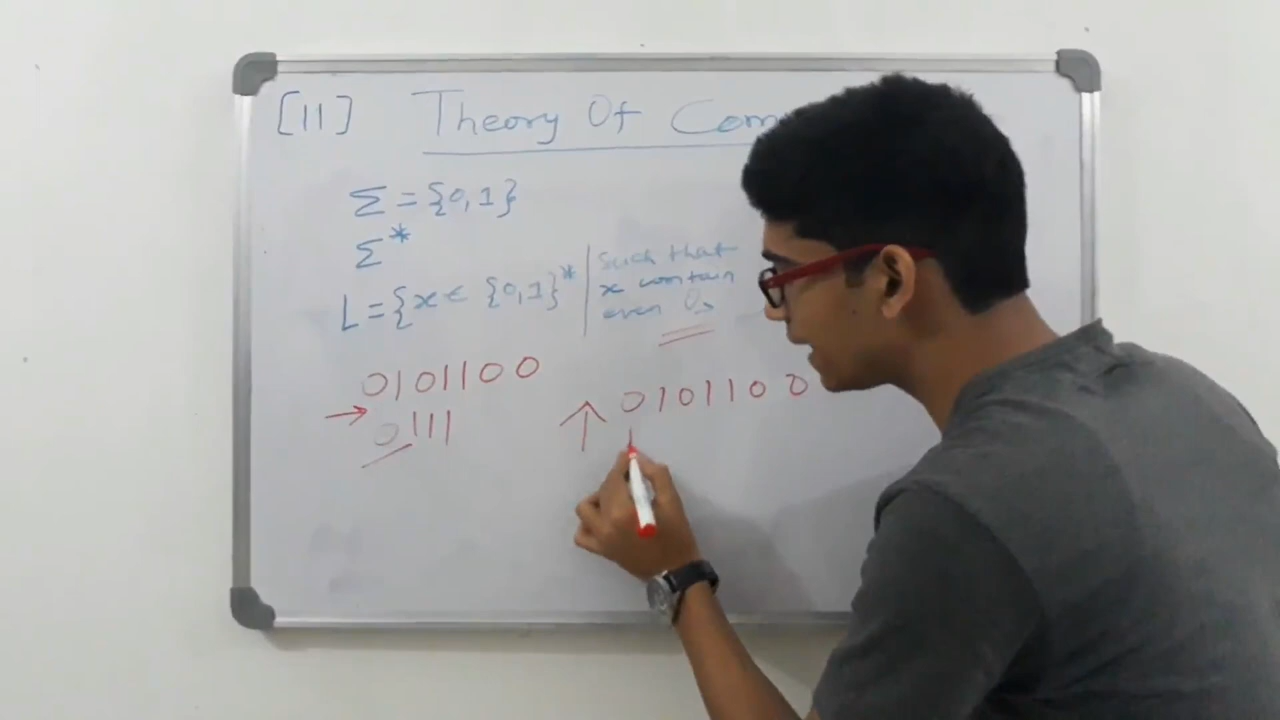 [11] Theory Of Com
Σ = {0,1}
Σ*
L = {x ∈ {0,1}* | such that
x contain
even 0s
0101100
→ 0111
↑ 0101100